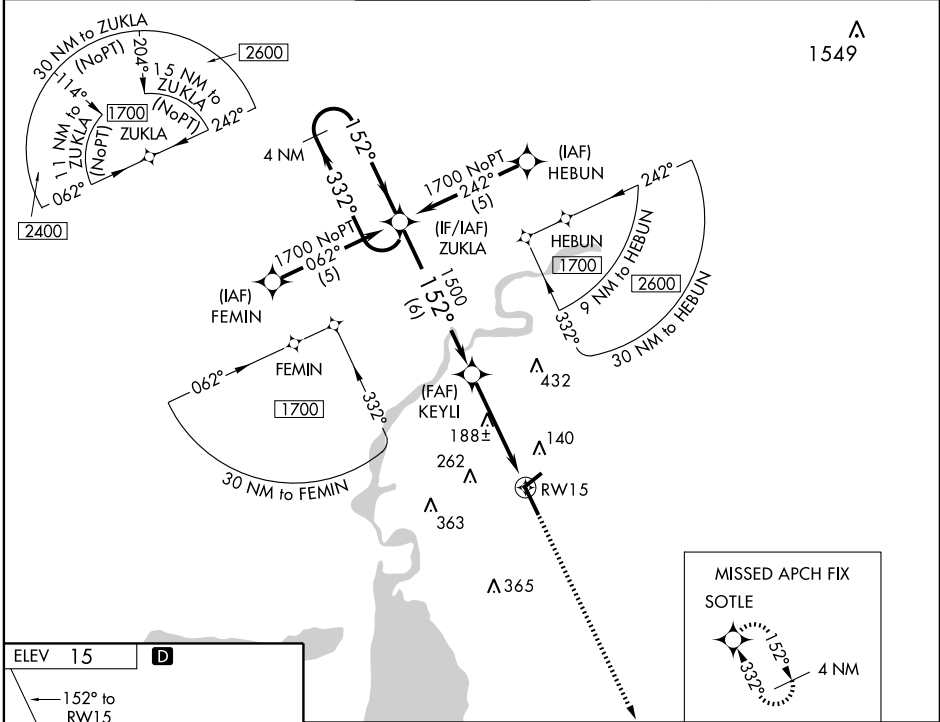 30 NM to ZUKLA
(NoPT)
2600
204°
15 NM to
ZUKLA
(NoPT)
114°
1700
ZUKLA
11 NM to
ZUKLA
(NoPT)
242°
062°
2400
1549
4 NM
152°
332°
1700 NoPT
242°
(5)
(IAF)
HEBUN
(IF/IAF)
ZUKLA
1700 NoPT
062°
(5)
(IAF)
FEMIN
242°
HEBUN
1700
9 NM to HEBUN
2600
332°
30 NM to HEBUN
1500
152°
(6)
062°
FEMIN
1700
332°
30 NM to FEMIN
(FAF)
KEYLI
432
188±
140
262
RW15
363
365
MISSED APCH FIX
SOTLE
152°
332°
4 NM
ELEV 15
D
152° to
RW15